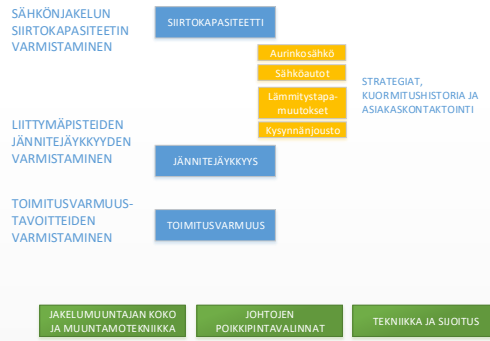 SÄHKÖNJAKELUN
SIIRTOKAPASITEETIN
VARMISTAMINEN
SIIRTOKAPASITEETTI
Aurinkosähkö
Sähköautot
Lämmitystapa-
muutokset
Kysynnänjousto
STRATEGIAT,
KUORMITUSHISTORIA JA
ASIAKASKONTAKTOINTI
LIITTYMÄPISTEIDEN
JÄNNITEJÄYKKYYDEN
VARMISTAMINEN
JÄNNITEJÄYKKYYS
TOIMITUSVARMUUS-
TAVOITTEIDEN
VARMISTAMINEN
TOIMITUSVARMUUS
JAKELUMUUNTAJAN KOKO
JA MUUNTAMOTEKNIIKKA
JOHTOJEN
POIKKIPINTAVALINNAT
TEKNIIKKA JA SIJOITUS